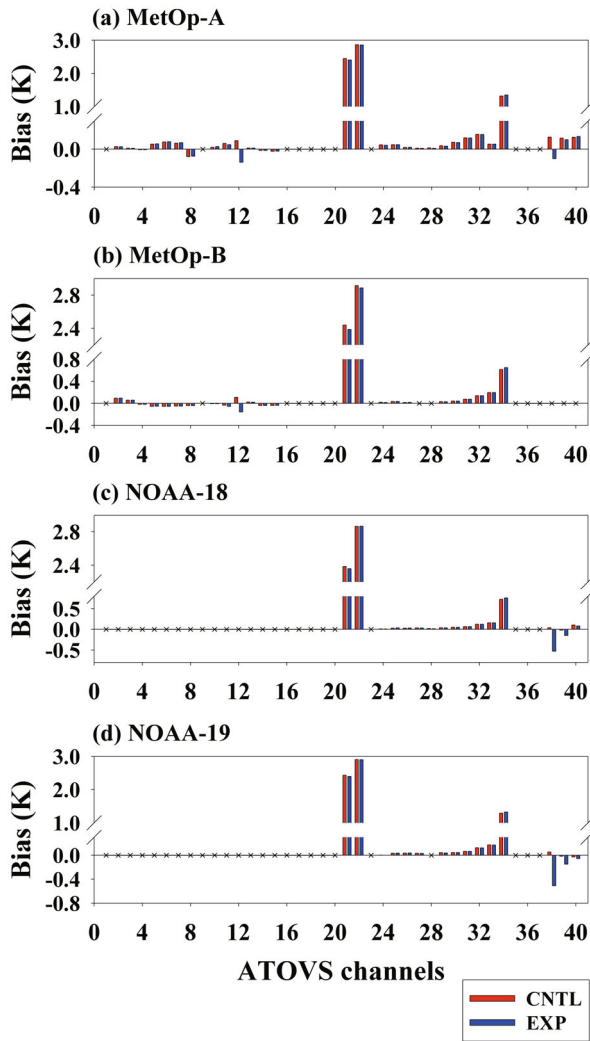 (a) MetOp-A
3.0
2.0
1.0
0.0
-0.4
Bias (K)
0 4 8 12 16 20 24 28 32 36 40
(b) MetOp-B
2.8
2.4
0.8
0.4
0.0
-0.4
Bias (K)
0 4 8 12 16 20 24 28 32 36 40
(c) NOAA-18
2.8
2.4
0.5
0.0
-0.5
Bias (K)
0 4 8 12 16 20 24 28 32 36 40
(d) NOAA-19
3.0
2.0
1.0
0.0
-0.4
-0.8
Bias (K)
0 4 8 12 16 20 24 28 32 36 40
ATOVS channels
CNTL
EXP